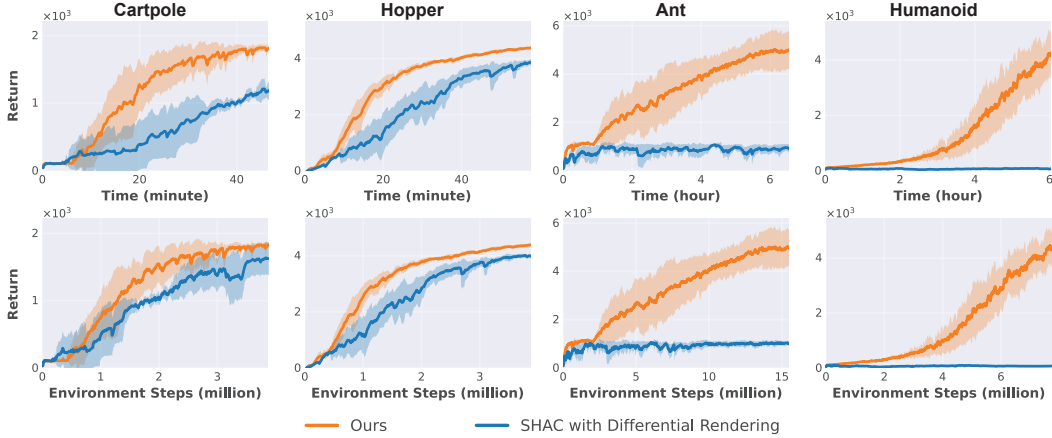 Cartpole Hopper Ant Humanoid
×10³ ×10³ ×10³ ×10³
Return
2 1 0
4 2 0
6 4 2 0
4 2 0
0 20 40 0 20 40 0 2 4 6 0 2 4 6
Time (minute) Time (minute) Time (hour) Time (hour)
×10³ ×10³ ×10³ ×10³
Return
2 1 0
4 2 0
6 4 2 0
4 2 0
0 1 2 3 0 1 2 3 0 5 10 15 0 2 4 6
Environment Steps (million) Environment Steps (million) Environment Steps (million) Environment Steps (million)
Ours SHAC with Differential Rendering